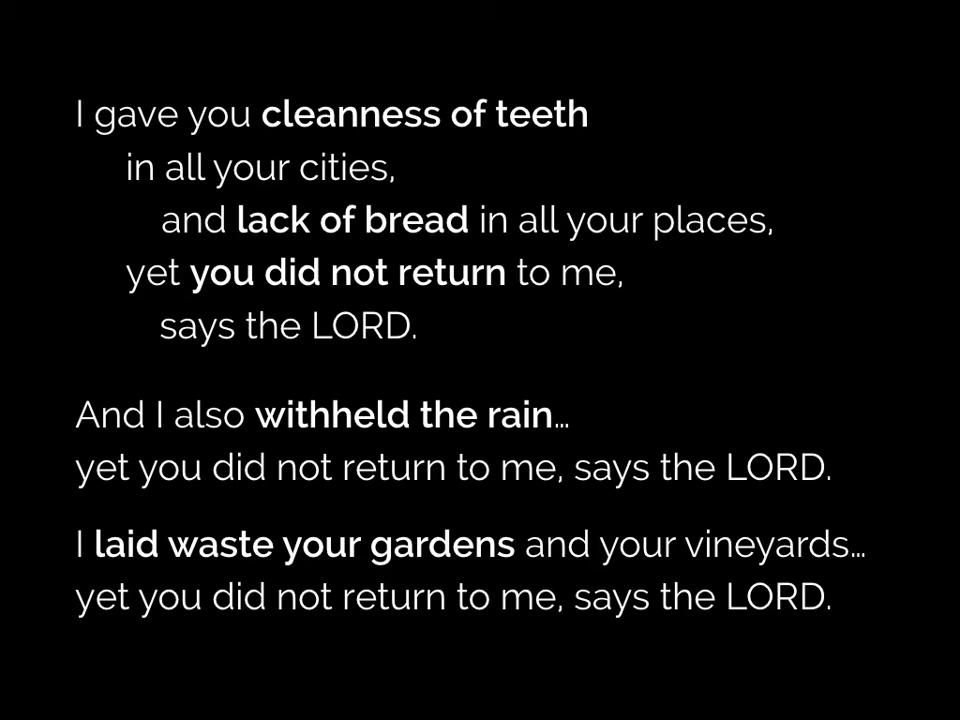 I gave you cleanness of teeth
in all your cities,
and lack of bread in all your places,
yet you did not return to me,
says the LORD.
And I also withheld the rain…
yet you did not return to me, says the LORD.
I laid waste your gardens and your vineyards…
yet you did not return to me, says the LORD.